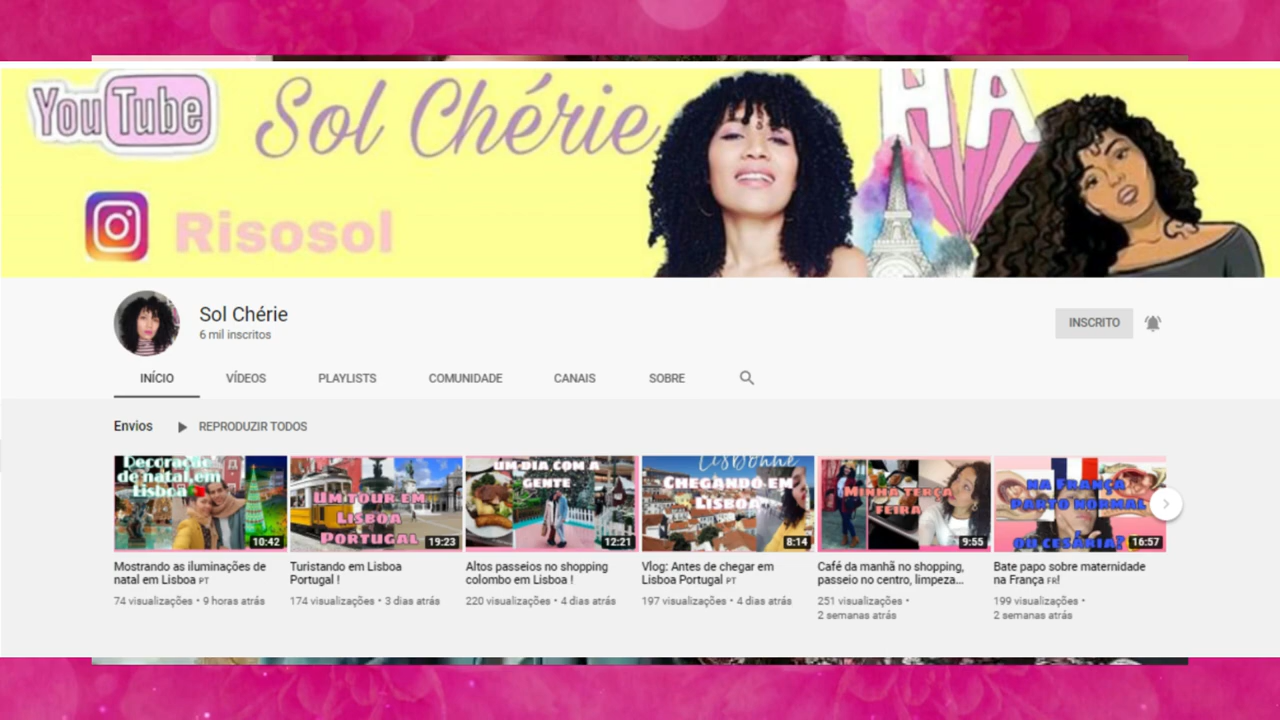 YouTube
Sol Chérie
HA
Risosol
Sol Chérie
6 mil inscritos
INSCRITO
INÍCIO VÍDEOS PLAYLISTS COMUNIDADE CANAIS SOBRE
Envios REPRODUZIR TODOS
Decoração
de natal em
Lisboa
10:42
UM TOUR EM
LISBOA
PORTUGAL
19:23
UM DIA COM A
GENTE
12:21
LISBONNE
CHEGANDO EM
LISBOA
8:14
MINHA TERÇA
FEIRA
9:55
NA FRANÇA
PARTO NORMAL
OU CESÁRIA?
16:57
Mostrando as iluminações de
natal em Lisboa PT
74 visualizações • 9 horas atrás
Turistando em Lisboa
Portugal !
174 visualizações • 3 dias atrás
Altos passeios no shopping
colombo em Lisboa !
220 visualizações • 4 dias atrás
Vlog: Antes de chegar em
Lisboa Portugal PT
197 visualizações • 4 dias atrás
Café da manhã no shopping,
passeio no centro, limpeza...
251 visualizações •
2 semanas atrás
Bate papo sobre maternidade
na França FR!
199 visualizações •
2 semanas atrás